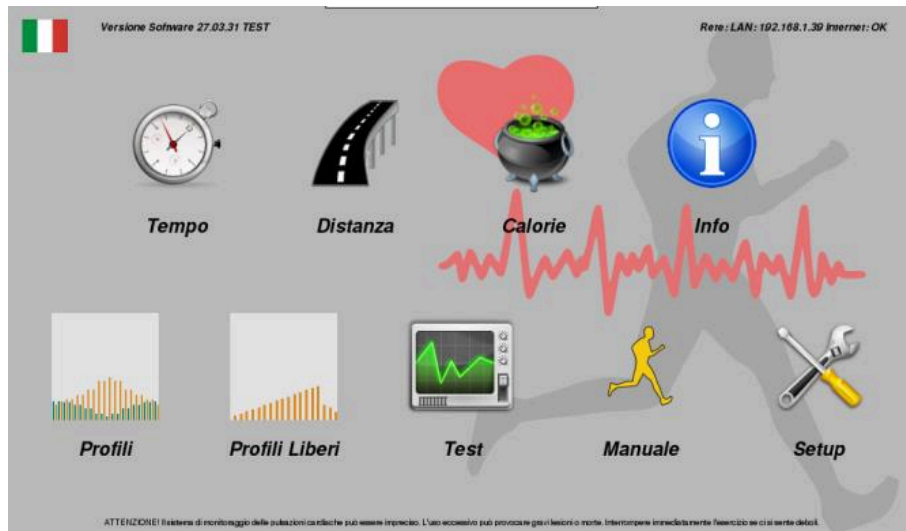 Versione Software 27.03.31 TEST
Rete: LAN: 192.168.1.39 Internet: OK
Tempo Distanza Calorie Info
Profili Profili Liberi Test Manuale Setup
ATTENZIONE! Il sistema di monitoraggio delle pulsazioni cardiache può essere impreciso. L'uso eccessivo può provocare gravi lesioni o morte. Interrompere immediatamente l'esercizio se ci si sente deboli.